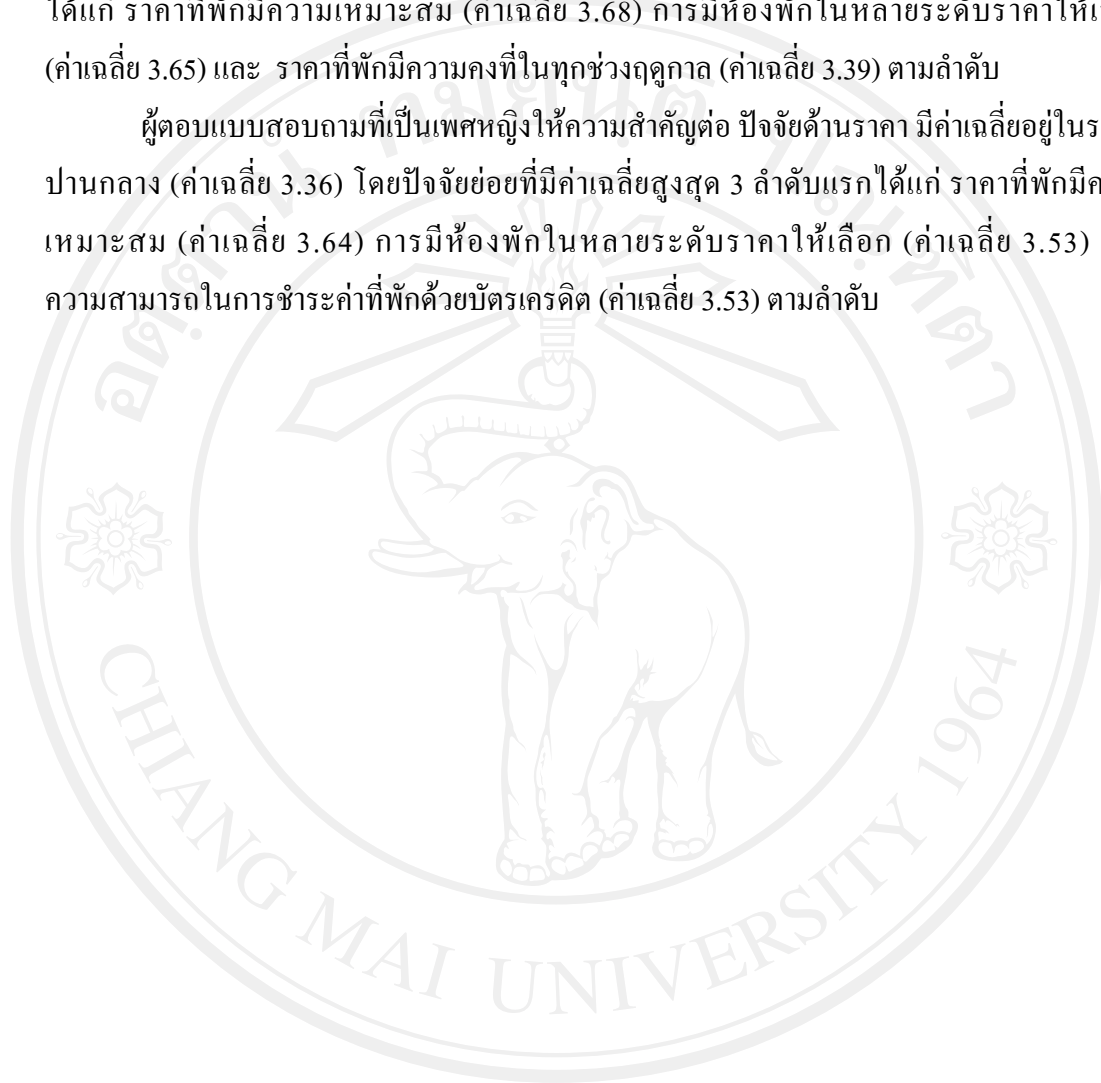 ได้แก่ ราคาที่พักมีความเหมาะสม (ค่าเฉลี่ย 3.68) การมีห้องพักในหลายระดับราคาให้
(ค่าเฉลี่ย 3.65) และ ราคาที่พักมีความคงที่ในทุกช่วงฤดูกาล (ค่าเฉลี่ย 3.39) ตามลำดับ
ผู้ตอบแบบสอบถามที่เป็นเพศหญิงให้ความสำคัญต่อ ปัจจัยด้านราคา มีค่าเฉลี่ยอยู่ใน
ปานกลาง (ค่าเฉลี่ย 3.36) โดยปัจจัยย่อยที่มีค่าเฉลี่ยสูงสุด 3 ลำดับแรกได้แก่ ราคาที่พักมี
เหมาะสม (ค่าเฉลี่ย 3.64) การมีห้องพักในหลายระดับราคาให้เลือก (ค่าเฉลี่ย 3.53)
ความสามารถในการชำระค่าที่พักด้วยบัตรเครดิต (ค่าเฉลี่ย 3.53) ตามลำดับ
CHIANG MAI UNIVERSITY 1964